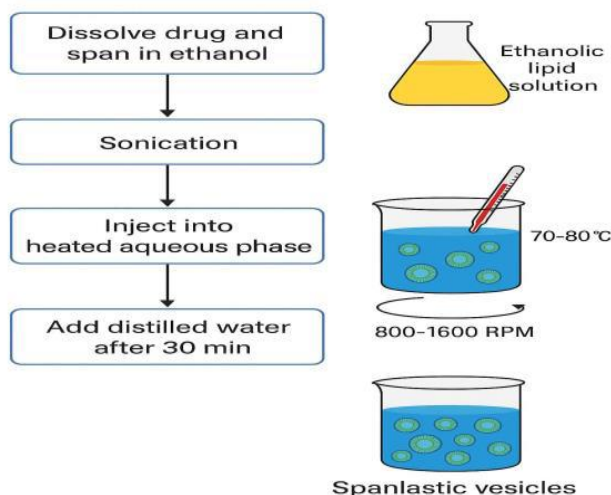 Dissolve drug and
span in ethanol
Sonication
Inject into
heated aqueous phase
Add distilled water
after 30 min
Ethanolic
lipid
solution
70-80 °C
800-1600 RPM
Spanlastic vesicles